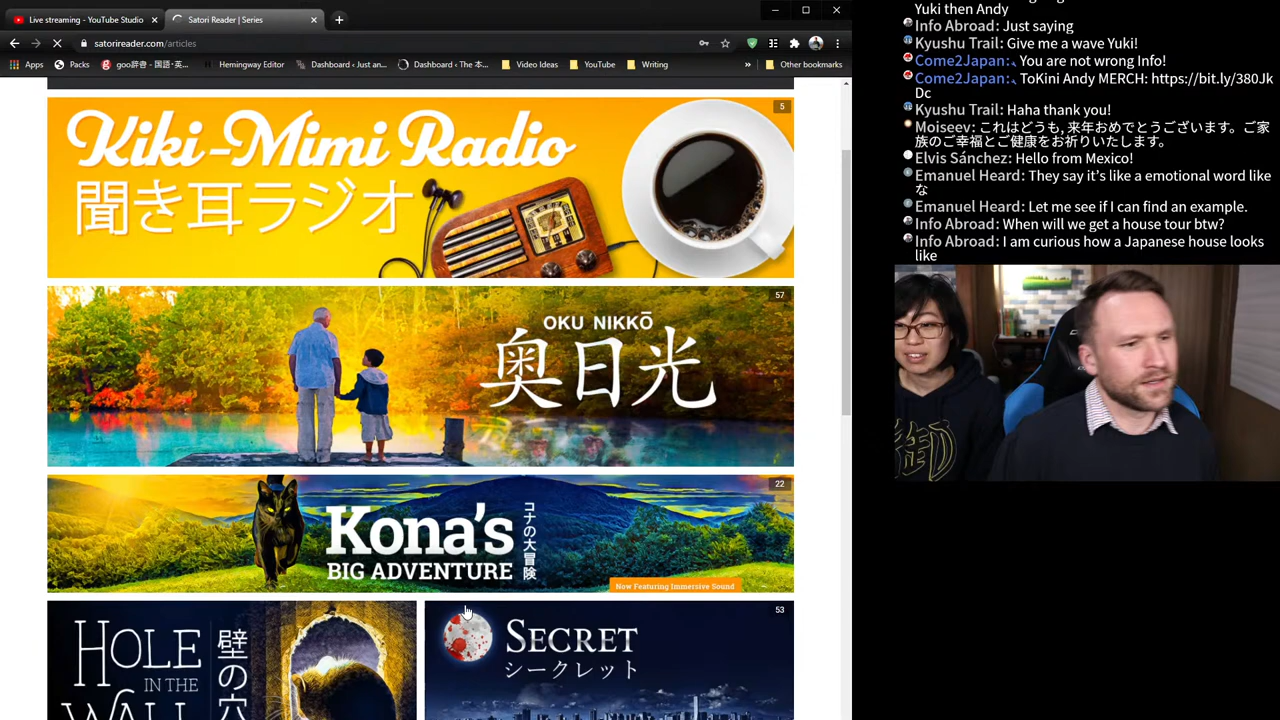 Live streaming - YouTube Studio
Satori Reader | Series
satorireader.com/articles
Apps
Packs
goo辞書 - 国語・英...
Hemingway Editor
Dashboard ‹ Just an...
Dashboard ‹ The 本...
Video Ideas
YouTube
Writing
»
Other bookmarks
5
Kiki-Mimi Radio
聞き耳ラジオ
57
OKU NIKKŌ
奥日光
22
Kona's
BIG ADVENTURE
コナの大冒険
Now Featuring Immersive Sound
HOLE
IN THE
WALL
壁の穴
53
SECRET
シークレット
Yuki then Andy
Info Abroad: Just saying
Kyushu Trail: Give me a wave Yuki!
Come2Japan: You are not wrong Info!
Come2Japan: ToKini Andy MERCH: https://bit.ly/380Jk
Dc
Kyushu Trail: Haha thank you!
Moiseev: これはどうも, 来年おめでとうございます。ご家
族のご幸福とご健康をお祈りいたします。
Elvis Sánchez: Hello from Mexico!
Emanuel Heard: They say it’s like a emotional word like
な
Emanuel Heard: Let me see if I can find an example.
Info Abroad: When will we get a house tour btw?
Info Abroad: I am curious how a Japanese house looks
like